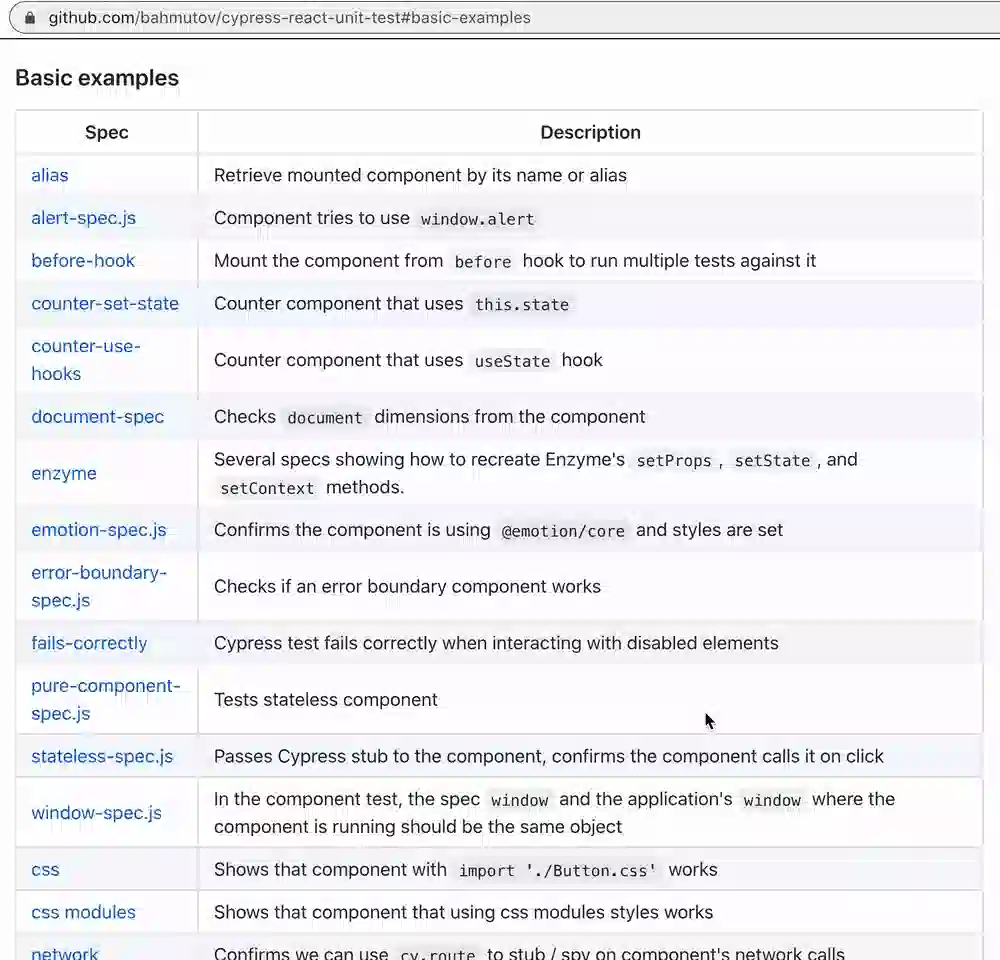 github.com/bahmutov/cypress-react-unit-test#basic-examples
Basic examples
Spec Description
alias Retrieve mounted component by its name or alias
alert-spec.js Component tries to use window.alert
before-hook Mount the component from before hook to run multiple tests against it
counter-set-state Counter component that uses this.state
counter-use-
hooks
Counter component that uses useState hook
document-spec Checks document dimensions from the component
enzyme
Several specs showing how to recreate Enzyme's setProps , setState , and
setContext methods.
emotion-spec.js Confirms the component is using @emotion/core and styles are set
error-boundary-
spec.js
Checks if an error boundary component works
fails-correctly Cypress test fails correctly when interacting with disabled elements
pure-component-
spec.js
Tests stateless component
stateless-spec.js Passes Cypress stub to the component, confirms the component calls it on click
window-spec.js
In the component test, the spec window and the application's window where the
component is running should be the same object
css Shows that component with import './Button.css' works
css modules Shows that component that using css modules styles works
network Confirms we can use cy.route to stub / spy on component's network calls